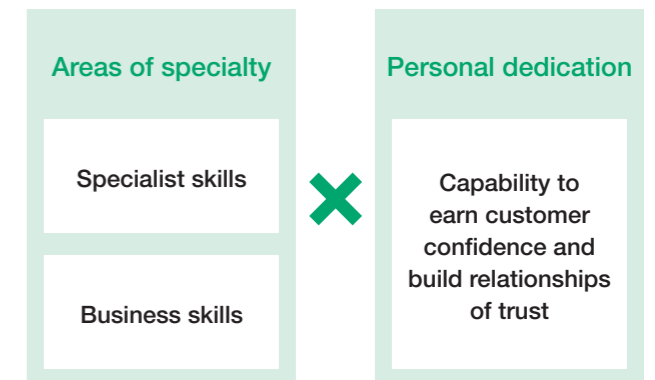 Areas of specialty
Specialist skills
Business skills
Personal dedication
Capability to
earn customer
confidence and
build relationships
of trust